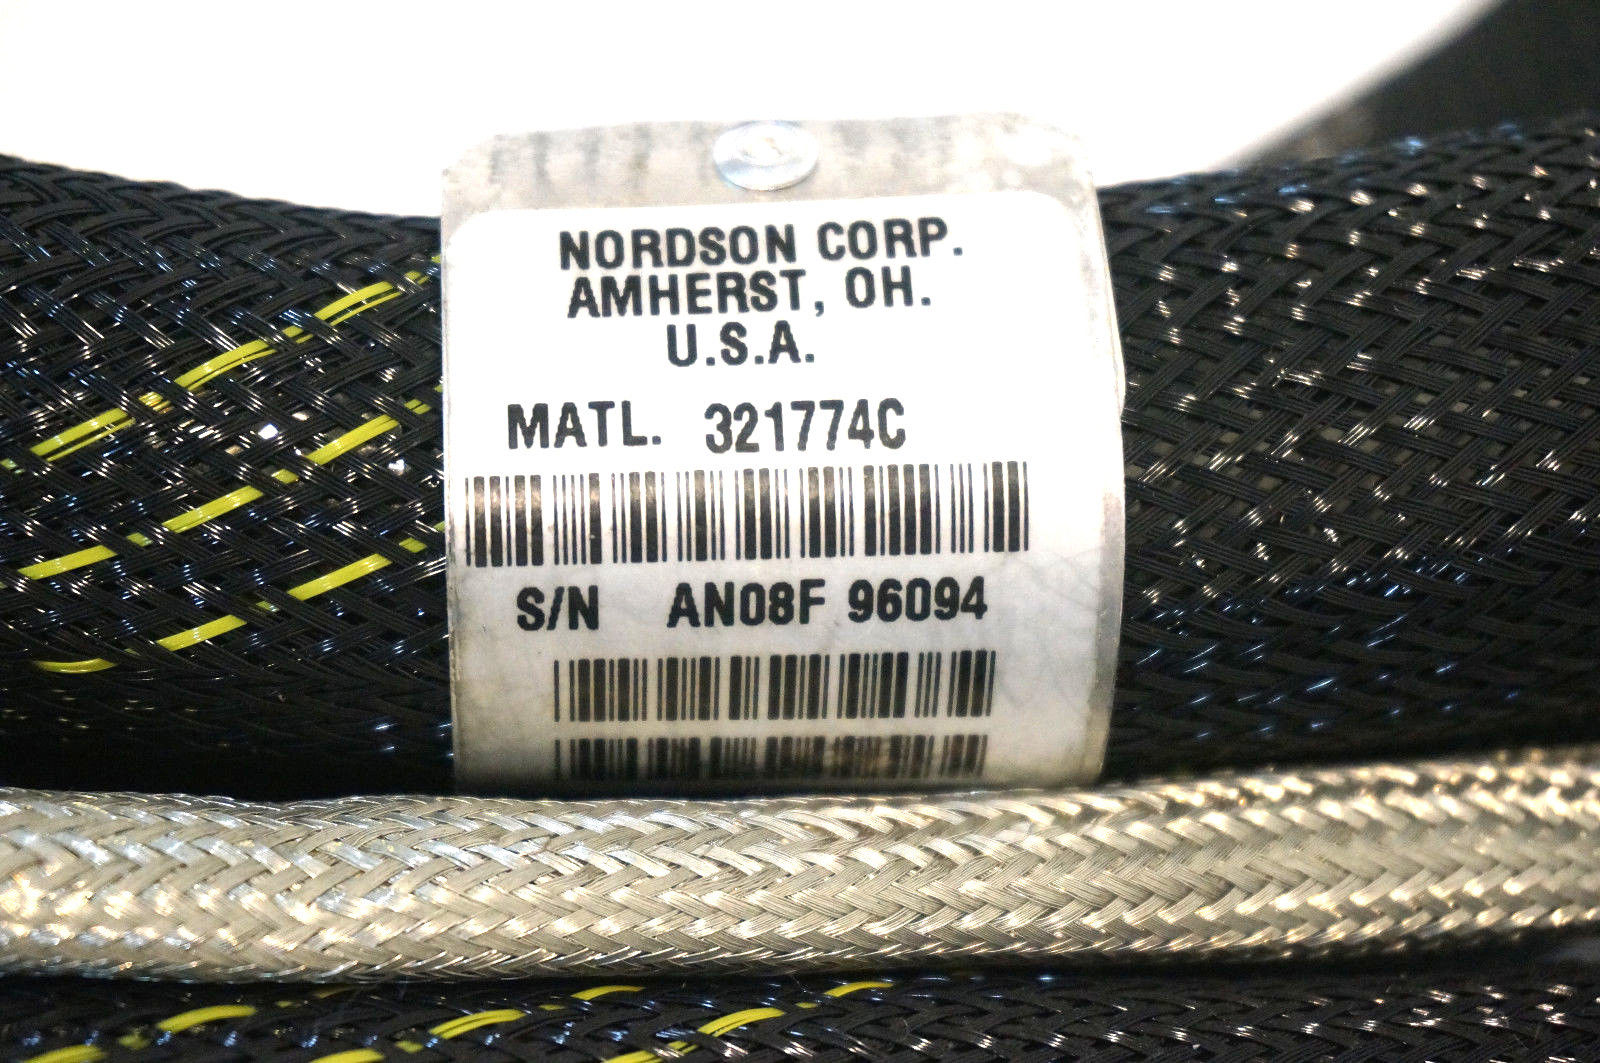 NORDSON CORP.
AMHERST, OH.
U.S.A.
MATL. 321774C
S/N AN08F 96094